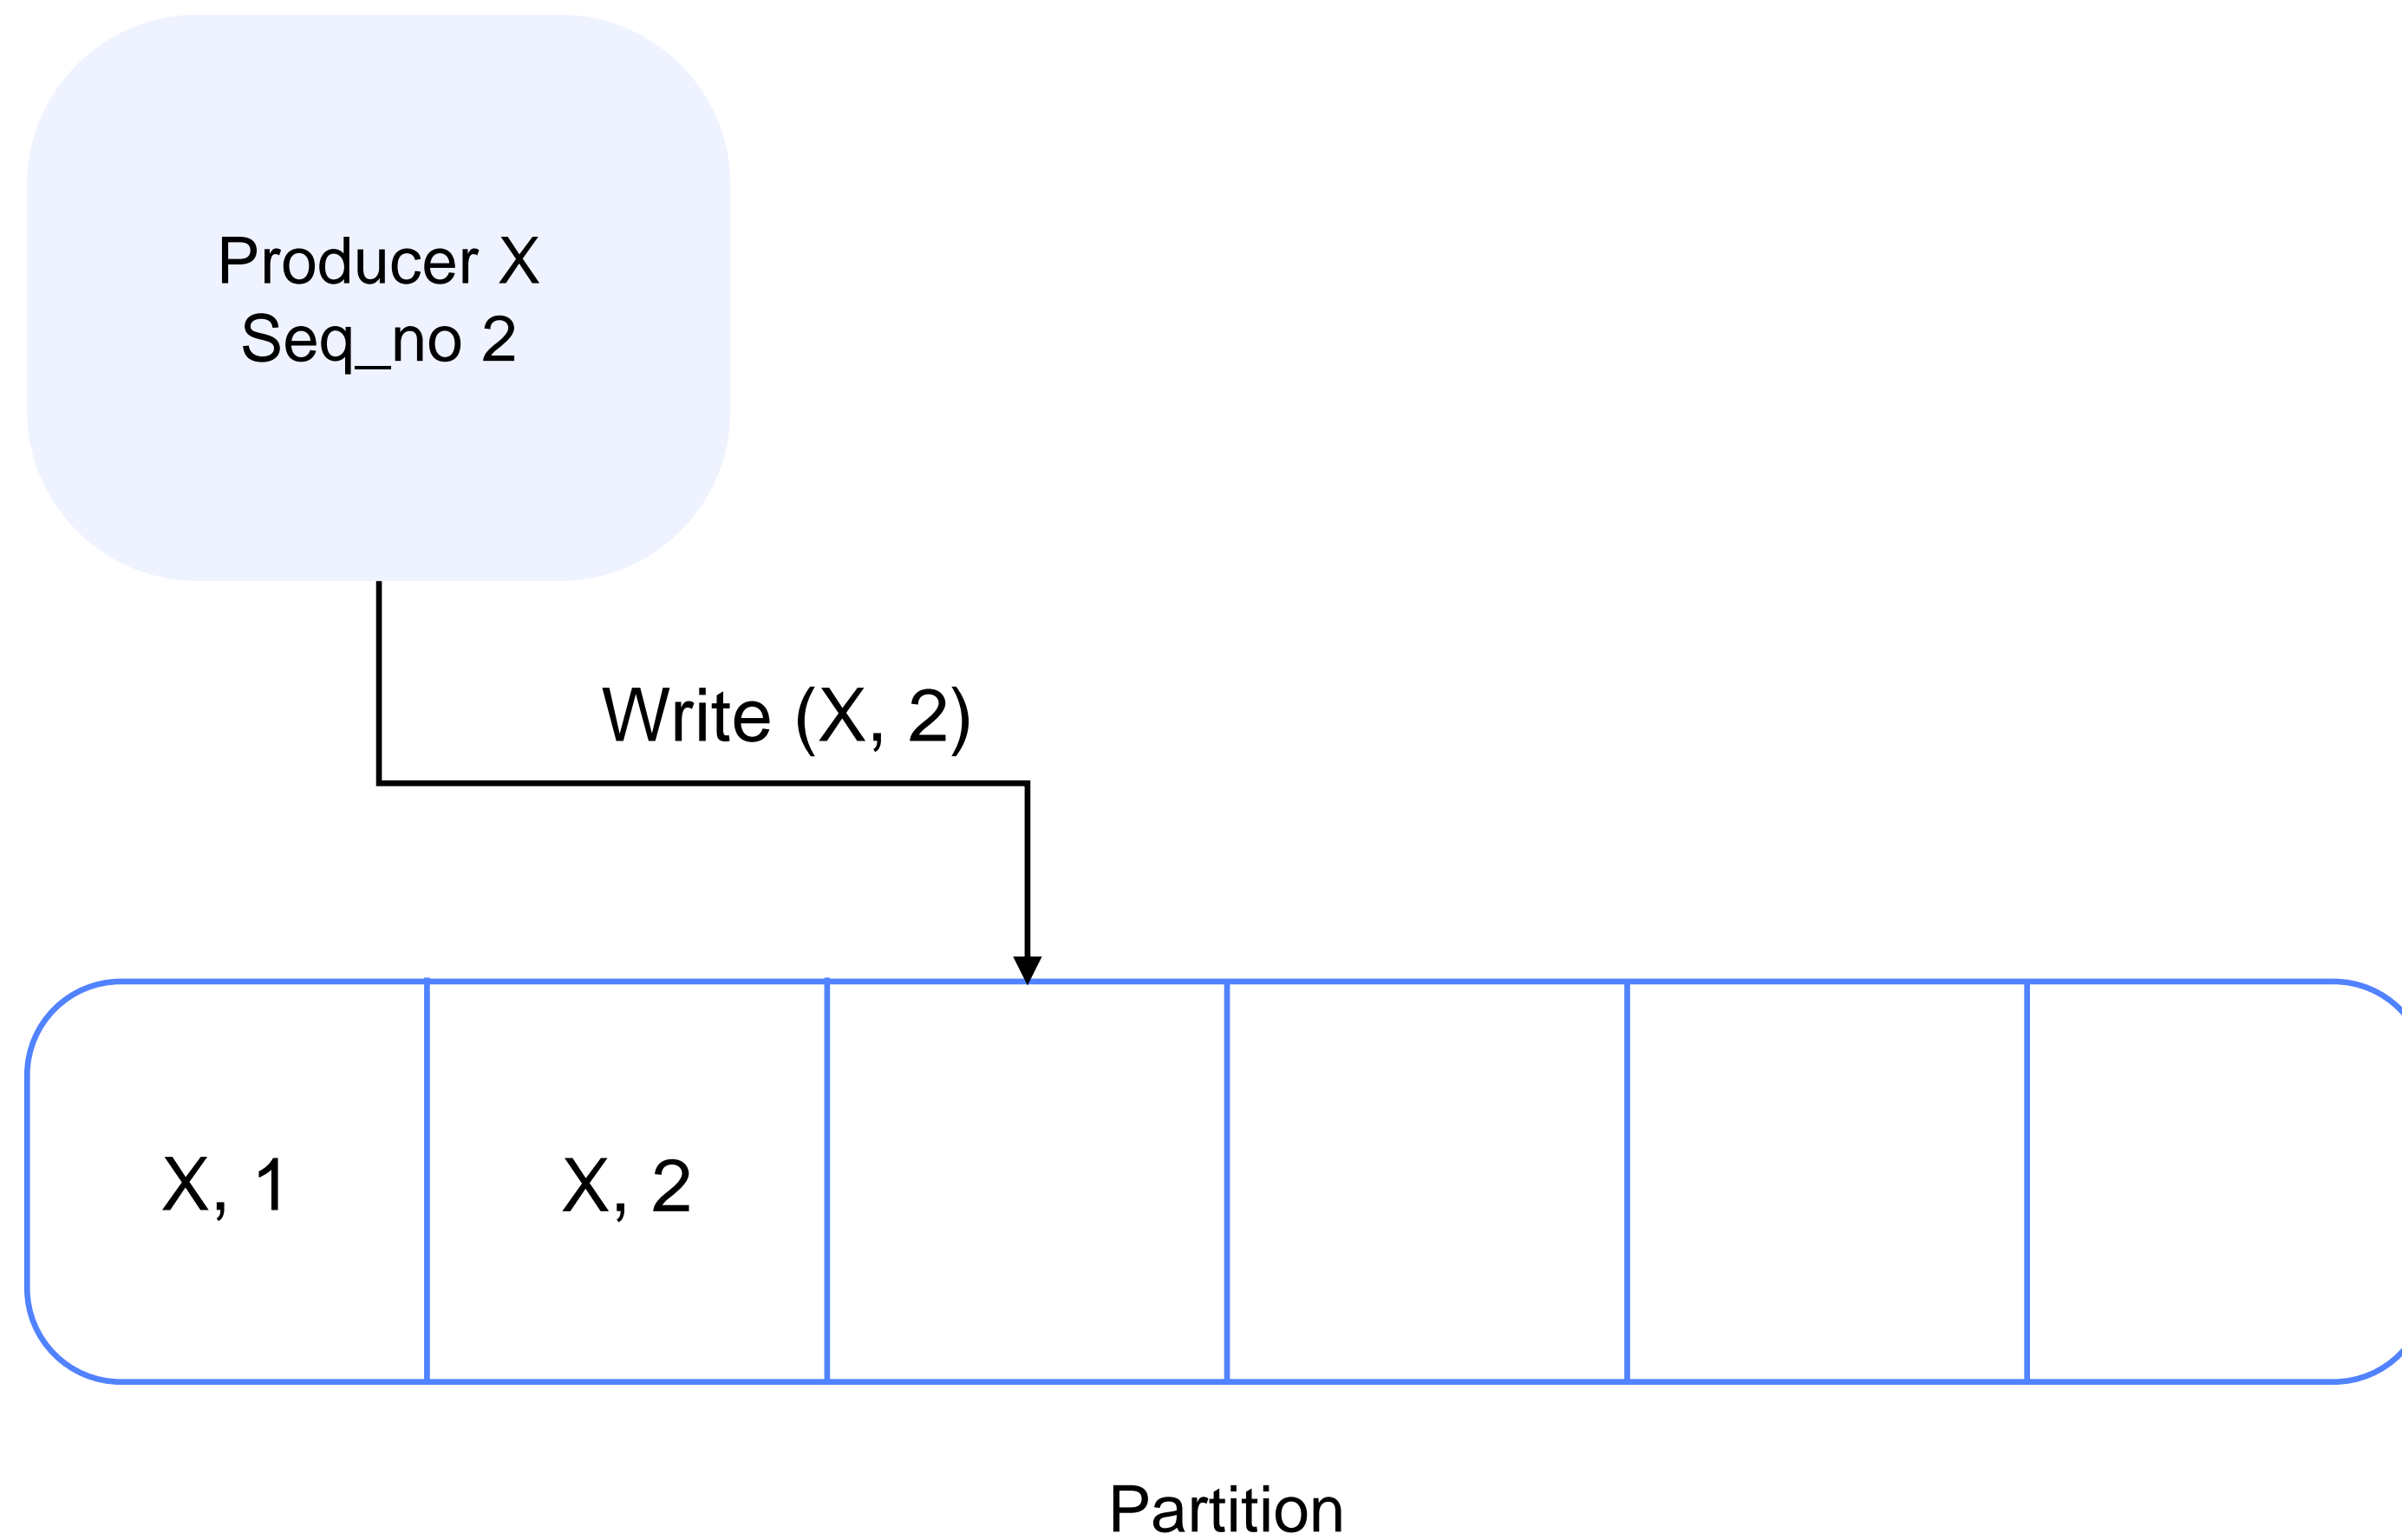 Producer X
Seq_no 2
Write (X, 2)
X, 1
X, 2
Partition